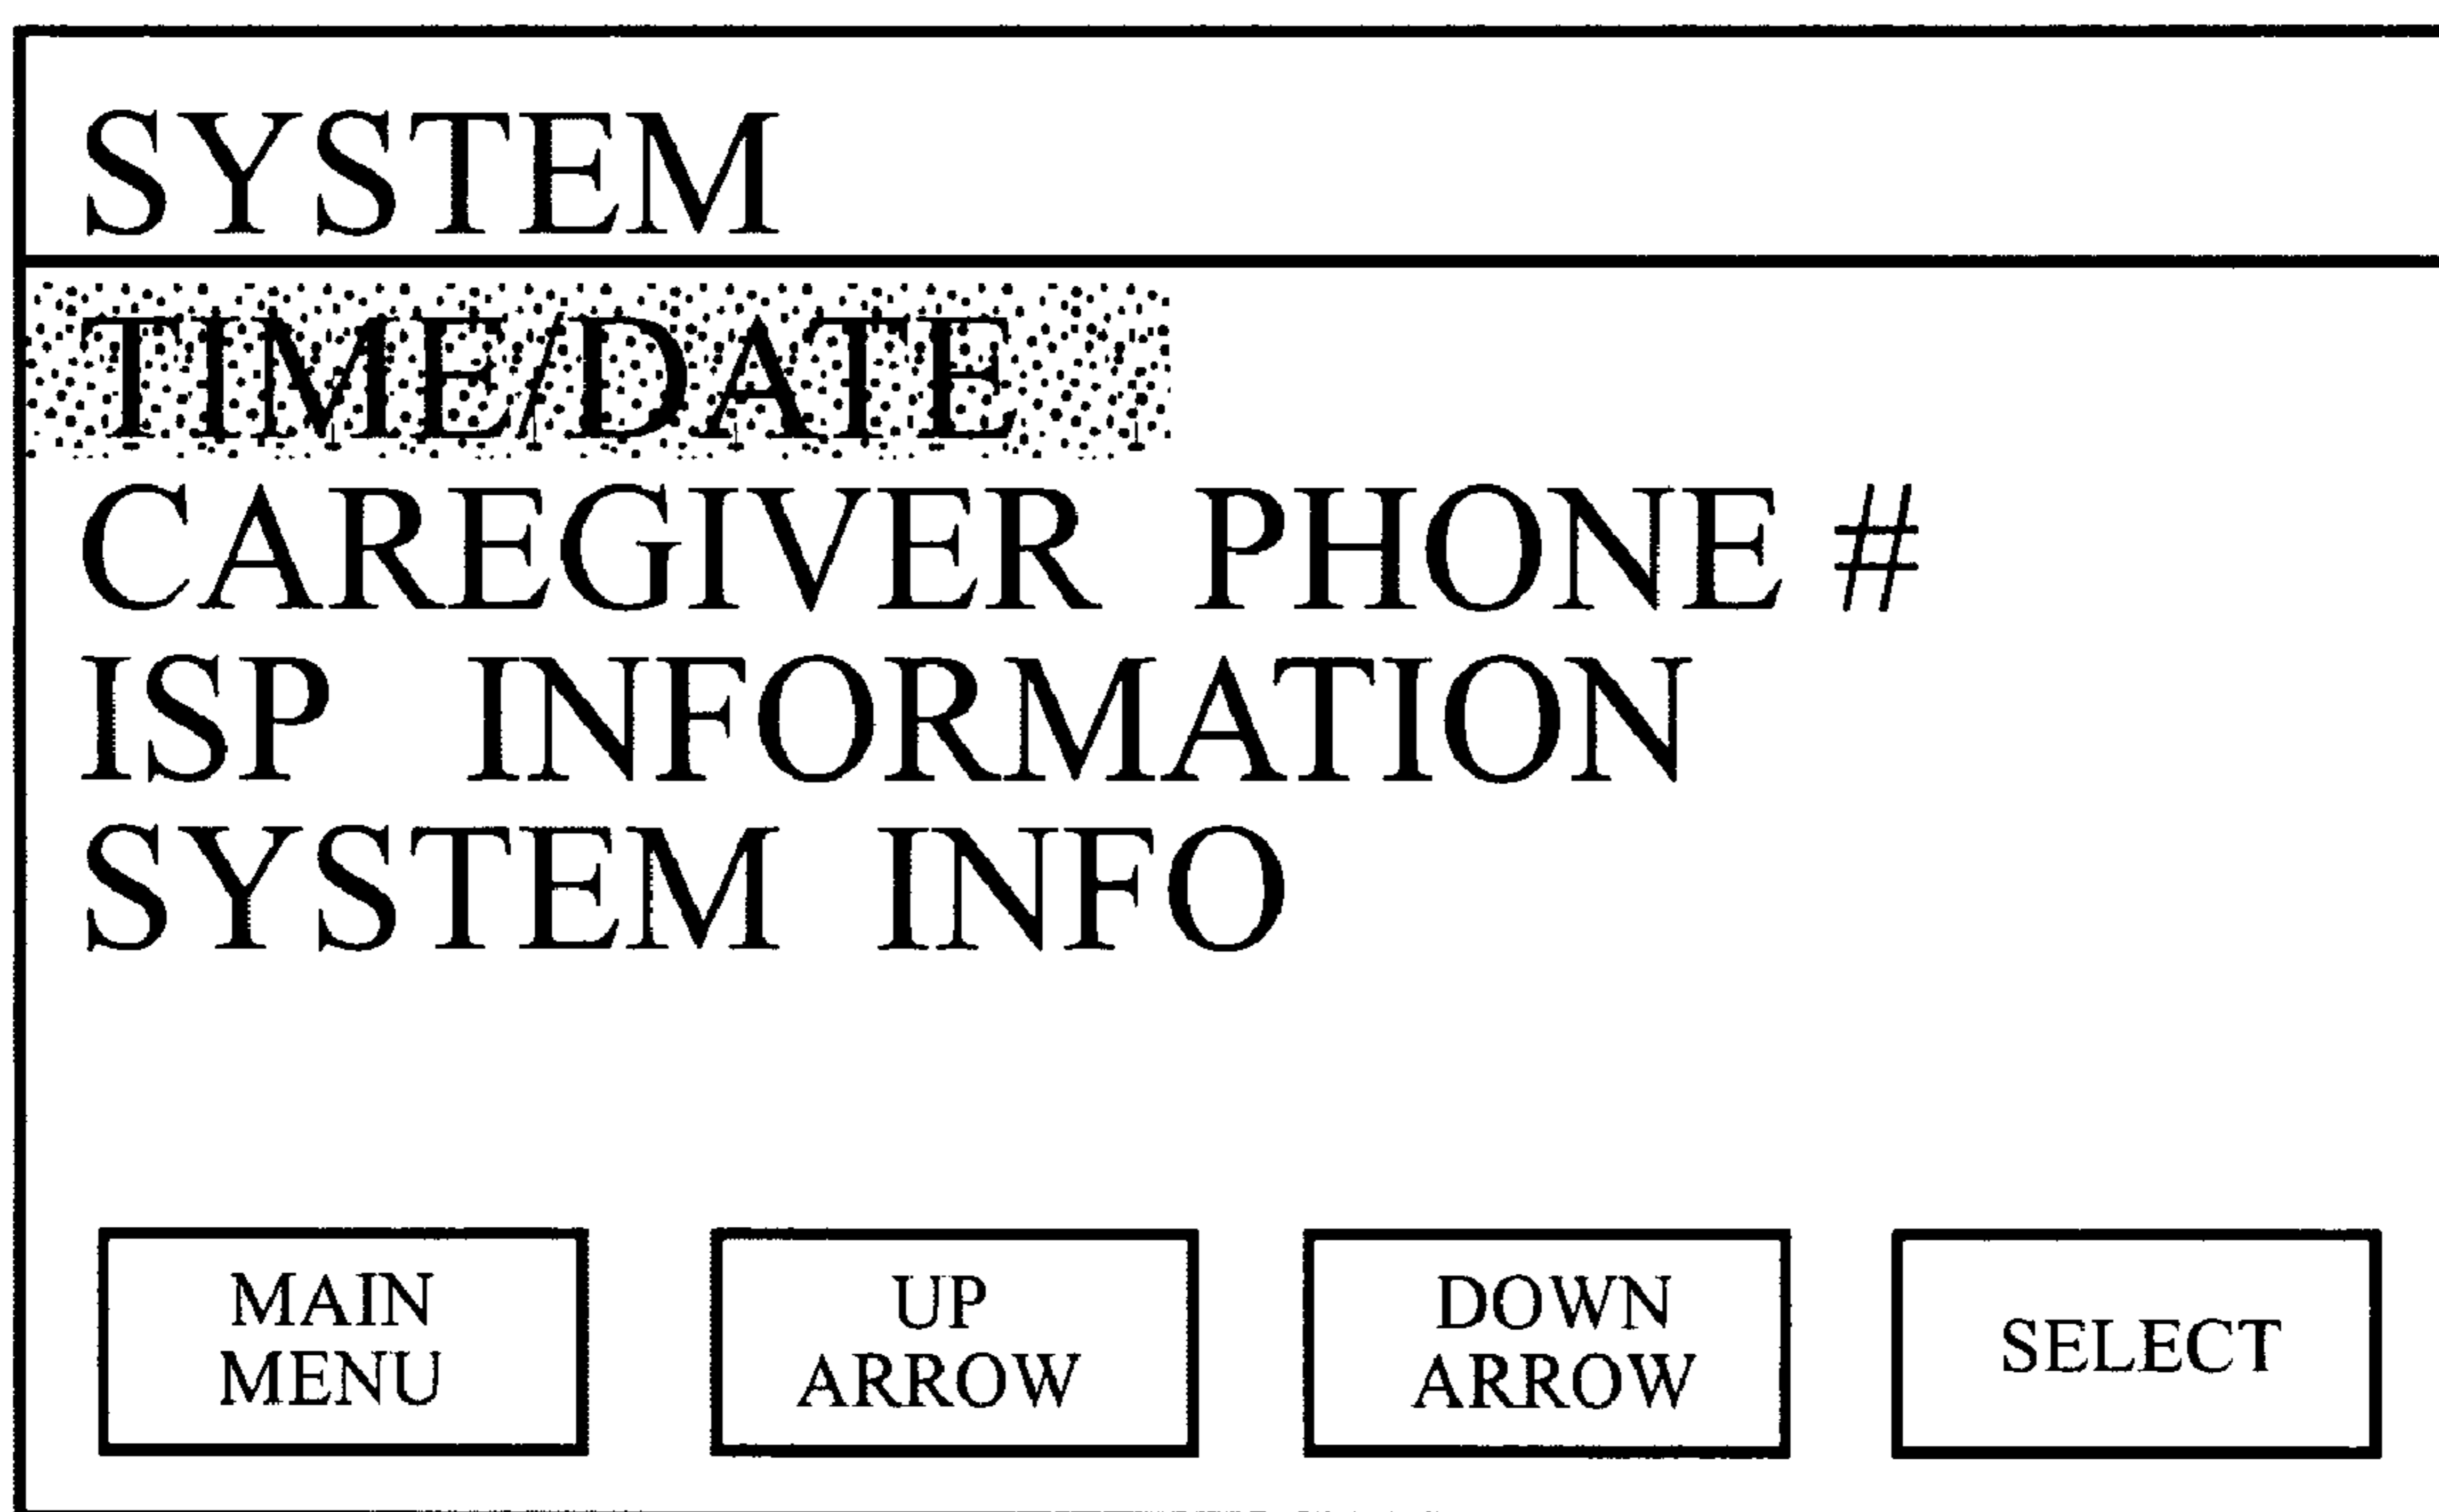 SYSTEM
TIME/DATE
CAREGIVER PHONE #
ISP INFORMATION
SYSTEM INFO
MAIN
MENU
UP
ARROW
DOWN
ARROW
SELECT